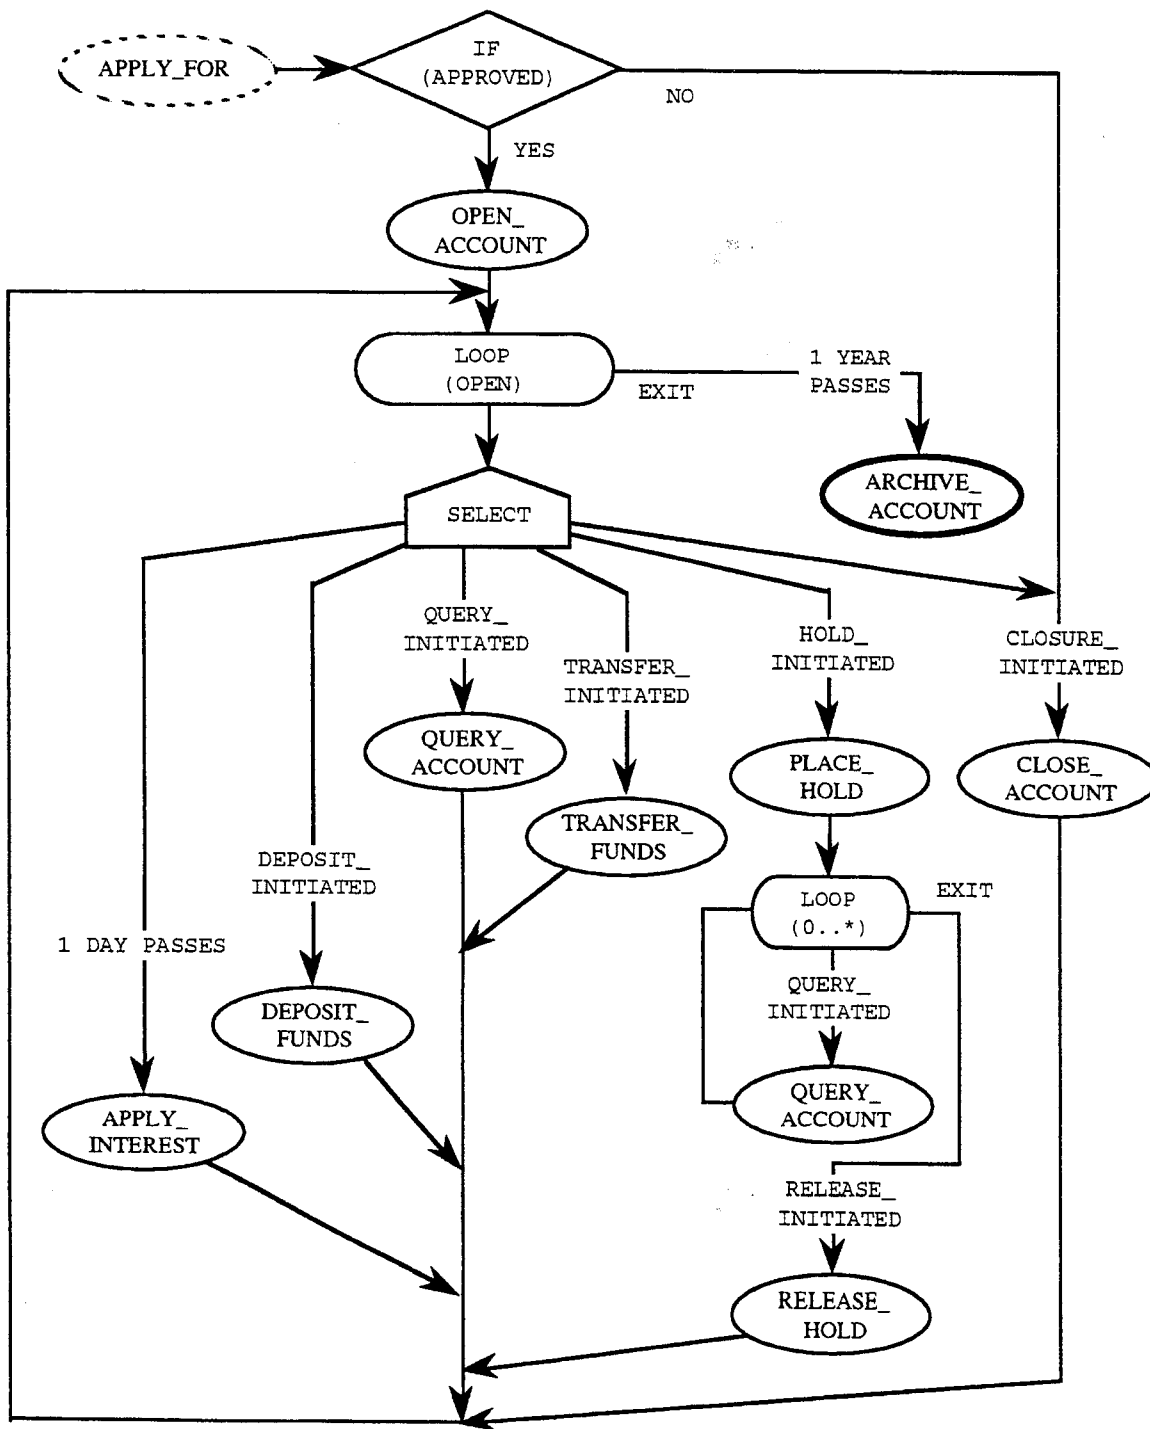 IF
APPLY_FOR
(APPROVED)
NO
YES
OPEN_
ACCOUNT
LOOP
(OPEN)
EXIT
1 YEAR
PASSES
ARCHIVE_
ACCOUNT
SELECT
QUERY_
INITIATED
TRANSFER_
INITIATED
HOLD_
INITIATED
CLOSURE_
INITIATED
QUERY_
ACCOUNT
PLACE_
HOLD
CLOSE_
ACCOUNT
TRANSFER_
FUNDS
DEPOSIT_
INITIATED
LOOP
(0..*)
EXIT
1 DAY PASSES
QUERY_
INITIATED
DEPOSIT_
FUNDS
QUERY_
ACCOUNT
APPLY_
INTEREST
RELEASE_
INITIATED
RELEASE_
HOLD